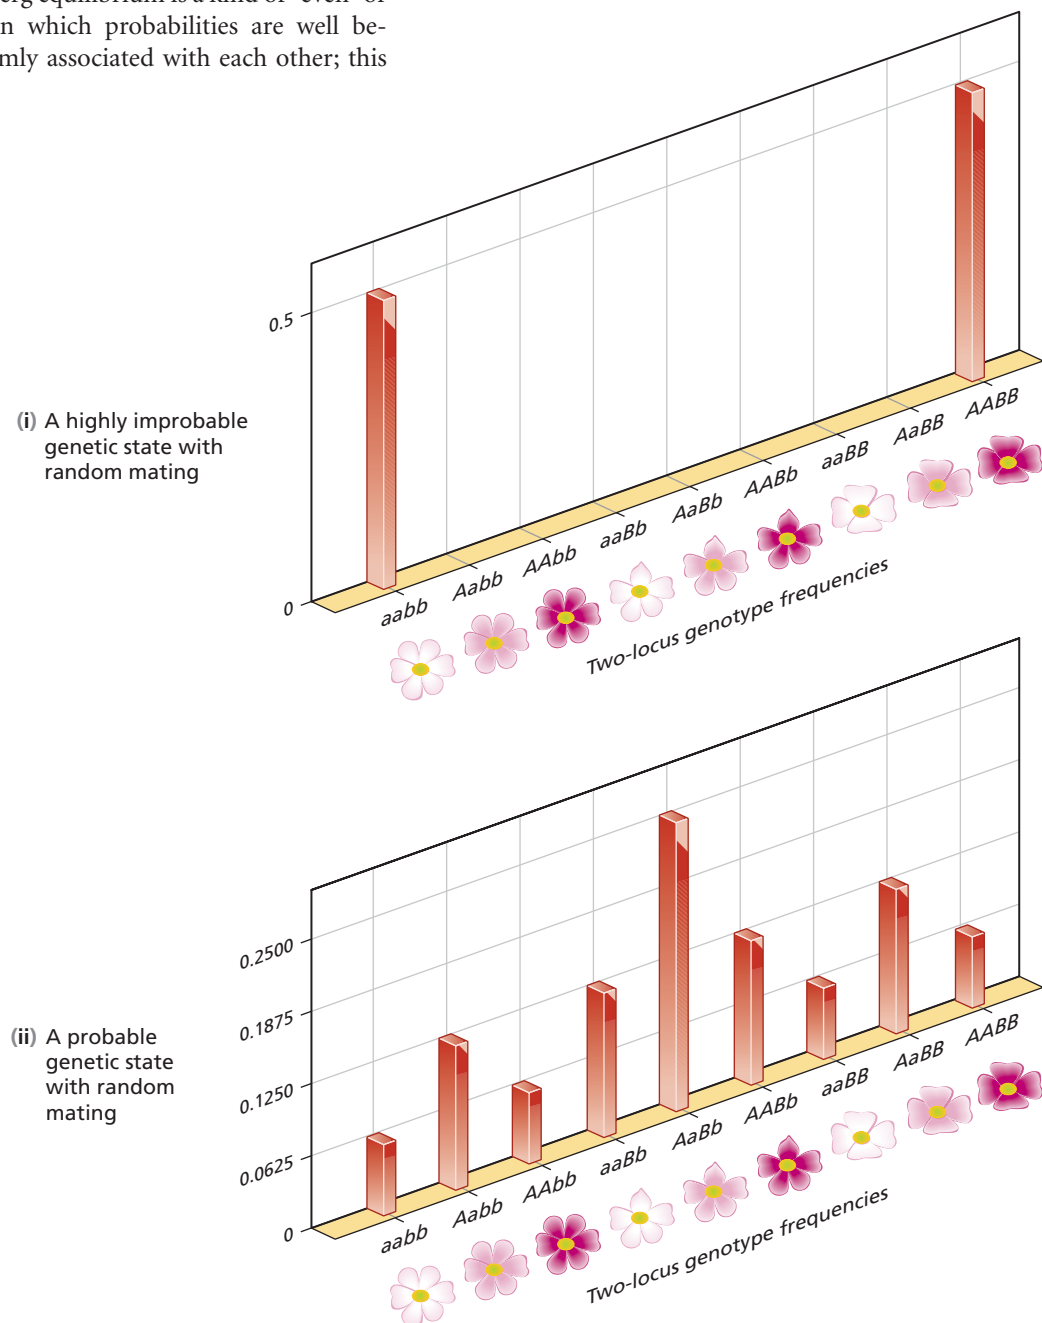 n which probabilities are well be-
mly associated with each other; this
0.5
0
(i) A highly improbable
genetic state with
random mating
aabb
Aabb
AAbb
aaBb
AaBb
AABb
aaBB
AaBB
AABB
Two-locus genotype frequencies
0.2500
0.1875
0.1250
0.0625
0
(ii) A probable
genetic state
with random
mating
aabb
Aabb
AAbb
aaBb
AaBb
AABb
aaBB
AaBB
AABB
Two-locus genotype frequencies